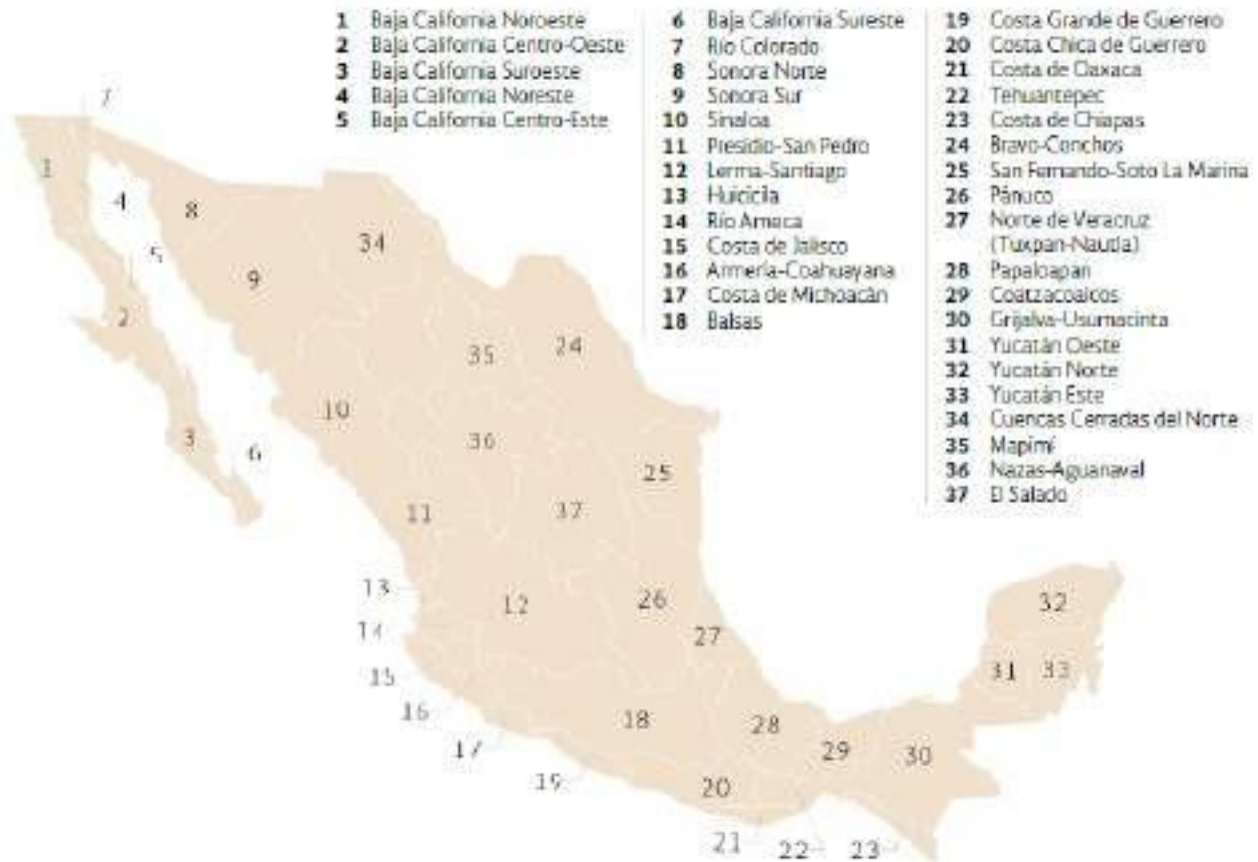 1 Baja California Noroeste
2 Baja California Centro-Oeste
3 Baja California Suroeste
4 Baja California Noreste
5 Baja California Centro-Este
6 Baja California Sureste
7 Río Colorado
8 Sonora Norte
9 Sonora Sur
10 Sinaloa
11 Presidio-San Pedro
12 Lerma-Santiago
13 Huicicila
14 Río Ameca
15 Costa de Jalisco
16 Armería-Coahuayana
17 Costa de Michoacán
18 Balsas
19 Costa Grande de Guerrero
20 Costa Chica de Guerrero
21 Costa de Oaxaca
22 Tehuantepec
23 Costa de Chiapas
24 Bravo-Conchos
25 San Fernando-Soto La Marina
26 Pánuco
27 Norte de Veracruz
(Tuxpan-Nautla)
28 Papaloapan
29 Coatzacoalcos
30 Grijalva-Usumacinta
31 Yucatán Oeste
32 Yucatán Norte
33 Yucatán Este
34 Cuencas Cerradas del Norte
35 Mapimí
36 Nazas-Aguanaval
37 El Salado
7
1
4
8
34
5
9
2
35
24
10
3
36
6
25
11
37
13
12
26
32
14
27
15
31
33
16
18
28
17
29
30
19
20
21
22
23